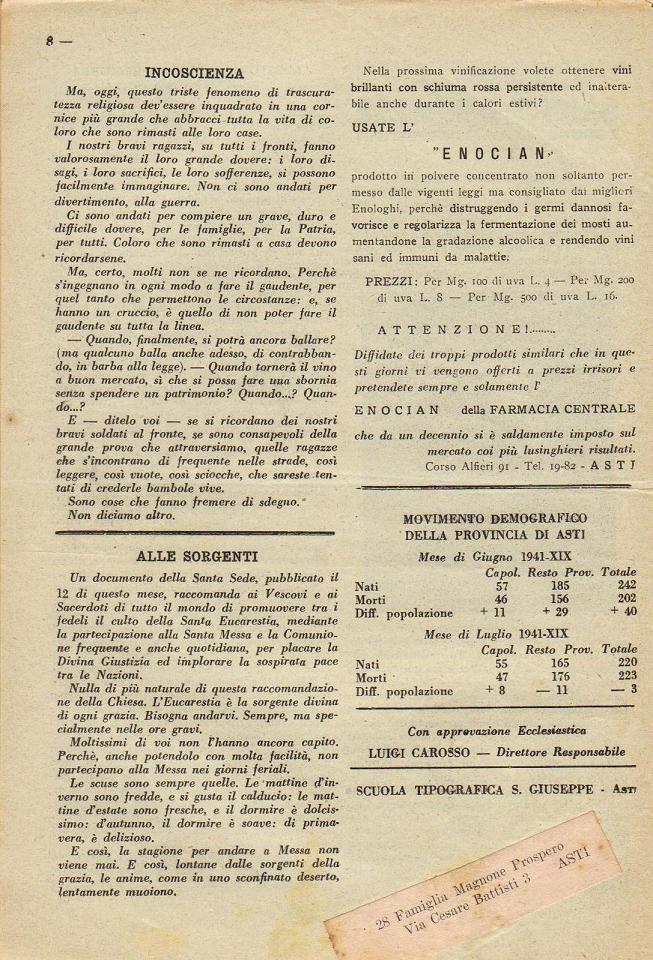 8 —
INCOSCIENZA
Ma, oggi, questo triste fenomeno di trascura-
tezza religiosa dev'essere inquadrato in una cor-
nice più grande che abbracci tutta la vita di co-
loro che sono rimasti alle loro case.
I nostri bravi ragazzi, su tutti i fronti, fanno
valorosamente il loro grande dovere: i loro di-
sagi, i loro sacrifici, le loro sofferenze, si possono
facilmente immaginare. Non ci sono andati per
divertimento, alla guerra.
Ci sono andati per compiere un grave, duro e
difficile dovere, per le famiglie, per la Patria,
per tutti. Coloro che sono rimasti a casa devono
ricordarsene.
Ma, certo, molti non se ne ricordano. Perchè
s'ingegnano in ogni modo a fare il gaudente, per
quel tanto che permettono le circostanze: e, se
hanno un cruccio, è quello di non poter fare il
gaudente su tutta la linea.
— Quando, finalmente, si potrà ancora ballare?
(ma qualcuno balla anche adesso, di contrabban-
do, in barba alla legge). — Quando tornerà il vino
a buon mercato, sì che si possa fare una sbornia
senza spendere un patrimonio? Quando...? Quan-
do...?
E — ditelo voi — se si ricordano dei nostri
bravi soldati al fronte, se sono consapevoli della
grande prova che attraversiamo, quelle ragazze
che s'incontrano di frequente nelle strade, così
leggere, così vuote, così sciocche, che sareste ten-
tati di crederle bambole vive.
Sono cose che fanno fremere di sdegno.
Non diciamo altro.
ALLE SORGENTI
Un documento della Santa Sede, pubblicato il
12 di questo mese, raccomanda ai Vescovi e ai
Sacerdoti di tutto il mondo di promuovere tra i
fedeli il culto della Santa Eucarestia, mediante
la partecipazione alla Santa Messa e la Comunio-
ne frequente e anche quotidiana, per placare la
Divina Giustizia ed implorare la sospirata pace
tra le Nazioni.
Nulla di più naturale di questa raccomandazio-
ne della Chiesa. L'Eucarestia è la sorgente divina
di ogni grazia. Bisogna andarvi. Sempre, ma spe-
cialmente nelle ore gravi.
Moltissimi di voi non l'hanno ancora capito.
Perchè, anche potendolo con molta facilità, non
partecipano alla Messa nei giorni feriali.
Le scuse sono sempre quelle. Le mattine d'in-
verno sono fredde, e si gusta il calduccio: le mat-
tine d'estate sono fresche, e il dormire è dolcis-
simo: d'autunno, il dormire è soave: di prima-
vera, è delizioso.
E così, la stagione per andare a Messa non
viene mai. E così, lontane dalle sorgenti della
grazia, le anime, come in uno sconfinato deserto,
lentamente muoiono.
Nella prossima vinificazione volete ottenere vini
brillanti con schiuma rossa persistente ed inaltera-
bile anche durante i calori estivi?
USATE L'
"ENOCIAN"
prodotto in polvere concentrato non soltanto per-
messo dalle vigenti leggi ma consigliato dai miglieri
Enologhi, perchè distruggendo i germi dannosi fa-
vorisce e regolarizza la fermentazione dei mosti au-
mentandone la gradazione alcoolica e rendendo vini
sani ed immuni da malattie:
PREZZI: Per Mg. 100 di uva L. 4 — Per Mg. 200
di uva L. 8 — Per Mg. 500 di uva L. 16.
ATTENZIONE!.........
Diffidate dei troppi prodotti similari che in que-
sti giorni vi vengono offerti a prezzi irrisori e
pretendete sempre e solamente l'
ENOCIAN della FARMACIA CENTRALE
che da un decennio si è saldamente imposto sul
mercato coi più lusinghieri risultati.
Corso Alfieri 91 - Tel. 19-82 - ASTI
MOVIMENTO DEMOGRAFICO
DELLA PROVINCIA DI ASTI
Mese di Giugno 1941-XIX
Capol. Resto Prov. Totale
Nati 57 185 242
Morti 46 156 202
Diff. popolazione + 11 + 29 + 40
Mese di Luglio 1941-XIX
Capol. Resto Prov. Totale
Nati 55 165 220
Morti 47 176 223
Diff. popolazione + 8 — 11 — 3
Con approvazione Ecclesiastica
LUIGI CAROSSO — Direttore Responsabile
SCUOLA TIPOGRAFICA S. GIUSEPPE - ASTI
28 Famiglia Magnone Prospero
Via Cesare Battisti 3 ASTI